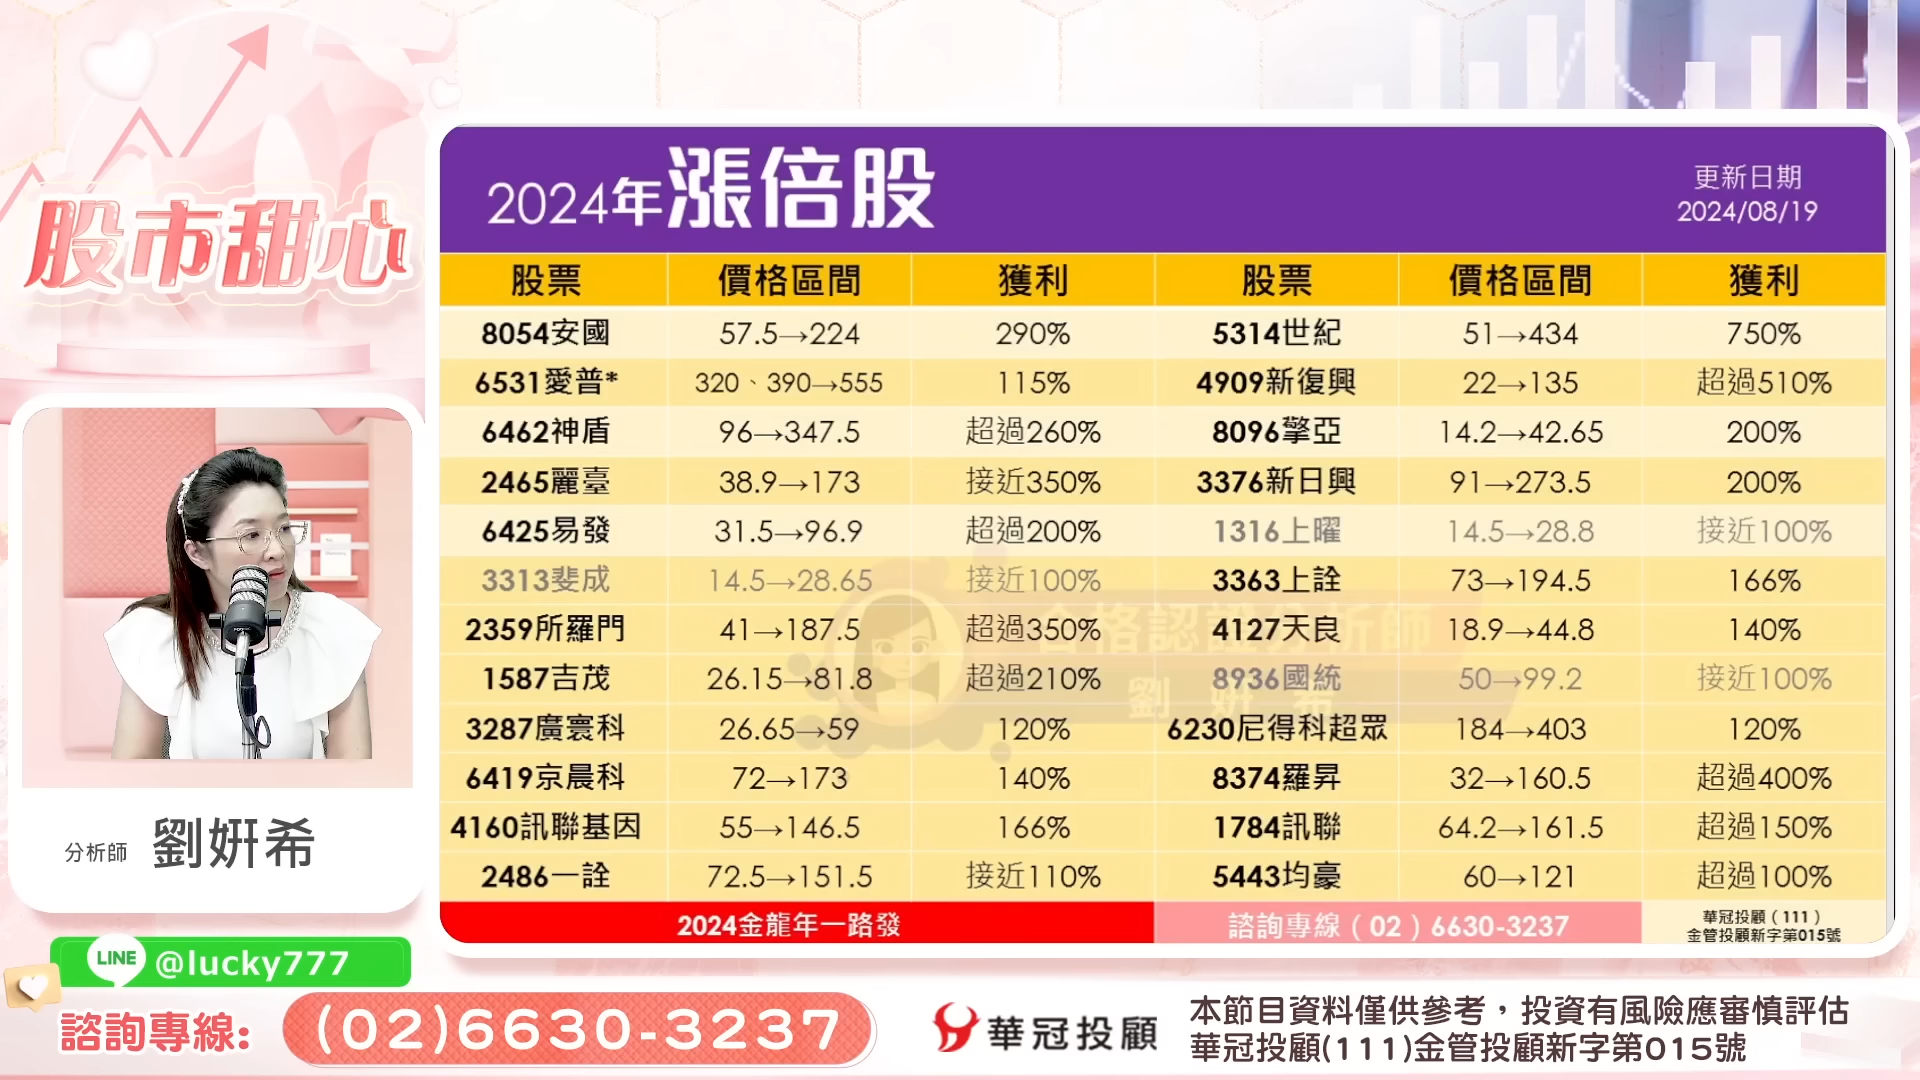 股市甜心
2024年漲倍股
更新日期
2024/08/19
股票 價格區間 獲利 股票 價格區間 獲利
8054安國 57.5→224 290% 5314世紀 51→434 750%
6531愛普* 320、390→555 115% 4909新復興 22→135 超過510%
6462神盾 96→347.5 超過260% 8096擎亞 14.2→42.65 200%
2465麗臺 38.9→173 接近350% 3376新日興 91→273.5 200%
6425易發 31.5→96.9 超過200% 1316上曜 14.5→28.8 接近100%
3313斐成 14.5→28.65 接近100% 3363上詮 73→194.5 166%
2359所羅門 41→187.5 超過350% 4127天良 18.9→44.8 140%
1587吉茂 26.15→81.8 超過210% 8936國統 50→99.2 接近100%
3287廣寰科 26.65→59 120% 6230尼得科超眾 184→403 120%
6419京晨科 72→173 140% 8374羅昇 32→160.5 超過400%
4160訊聯基因 55→146.5 166% 1784訊聯 64.2→161.5 超過150%
2486一詮 72.5→151.5 接近110% 5443均豪 60→121 超過100%
合格認證分析師
劉妍希
2024金龍年一路發
諮詢專線（02）6630-3237
華冠投顧（111）
金管投顧新字第015號
分析師 劉妍希
LINE @lucky777
諮詢專線: (02)6630-3237
華冠投顧
本節目資料僅供參考，投資有風險應審慎評估
華冠投顧(111)金管投顧新字第015號